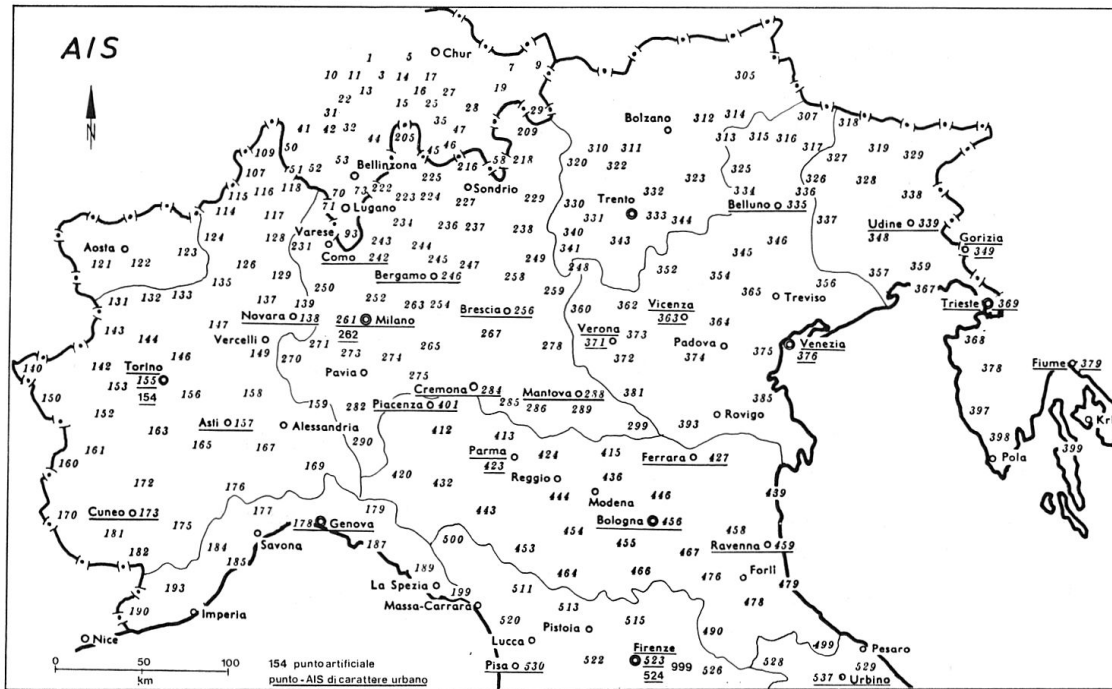 AIS
N
1 5 Chur 7 9
10 11 3 14 17
13 16 27 19 305
22 15 25 28 29
31 35 312 314 307 318
41 42 32 47 209 Bolzano
44 205 46 313 315 316 319
50 45 58 218 310 311 317 327 329
109 53 Bellinzona 216 320 322 325
107 51 52 225 323 326 328
115 116 118 70 73 222 Sondrio 332 334 336 338
71 Lugano 223 224 227 229 330 Trento Belluno 335
114 117 331 333 344 337
124 128 Varese 93 234 236 237 238 340 Udine 339
Aosta 123 231 243 244 341 343 346 348 Gorizia
121 122 Como 242 245 247 249 345 349
126 Bergamo 246 258 248 352 354 357 359
135 129 250 259 356 367
131 132 133 137 139 252 263 254 360 362 Vicenza 365 Treviso Trieste 369
143 147 Novara 138 261 Milano Brescia 256 363 364
144 262 267 Verona 373 368
Vercelli 271 265 278 371 Padova 375 Venezia
146 149 270 273 274 372 374 376 378 Fiume 379
140 142 Torino Pavia 275
155 154
153 156 158 Cremona 284 Mantova 288 381 385
150 159 282 Piacenza 401 285 286 289 397
152 Rovigo 399
163 Asti 157 Alessandria 412 413 299 393 398 Pola
161 165 167 290 Parma 424 415 Ferrara 427
160 169 420 423
172 176 432 Reggio 436 439
444 Modena 446
170 Cuneo 173 175 177 179 443
178 Genova Bologna 456 458
181 Savona 187 500 453 454 455 467 Ravenna 459
182 184 185
193 189 464 466 476 Forlì 479
La Spezia 199 511
190 Imperia Massa-Carrara 513 478
520 515 490
Nice Lucca Pistoia 499 Pesaro
0 60 100 Pisa 530 522 Firenze 523 524 999 526 528 529
km 537 Urbino
154 punto artificiale
punto-AIS di carattere urbano